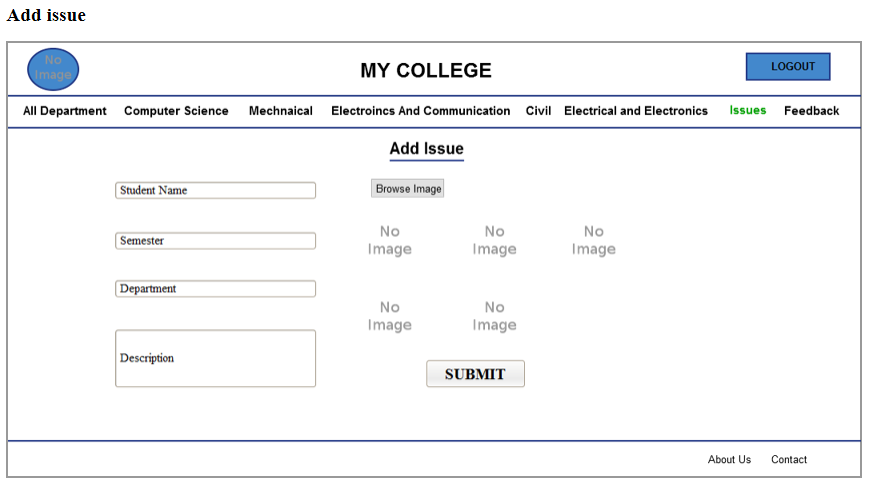 Add issue
No
Image
MY COLLEGE
LOGOUT
All Department Computer Science Mechnaical Electroincs And Communication Civil Electrical and Electronics Issues Feedback
Add Issue
Student Name
Browse Image
Semester
No
Image
No
Image
No
Image
Department
No
Image
No
Image
Description
SUBMIT
About Us Contact